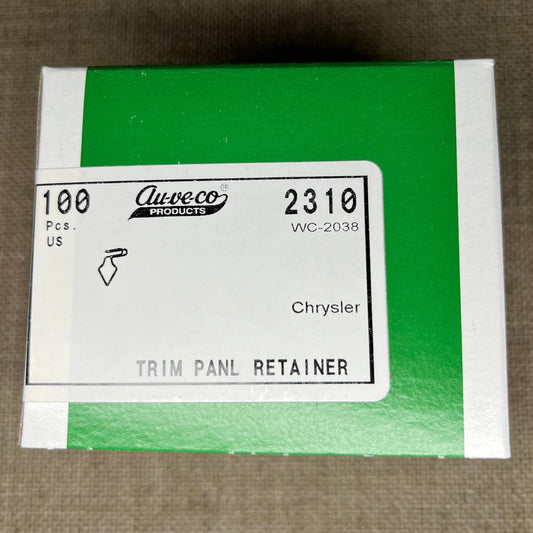 100 au-ve-co® 2310
Pcs. PRODUCTS WC-2038
US
Chrysler
TRIM PANL RETAINER